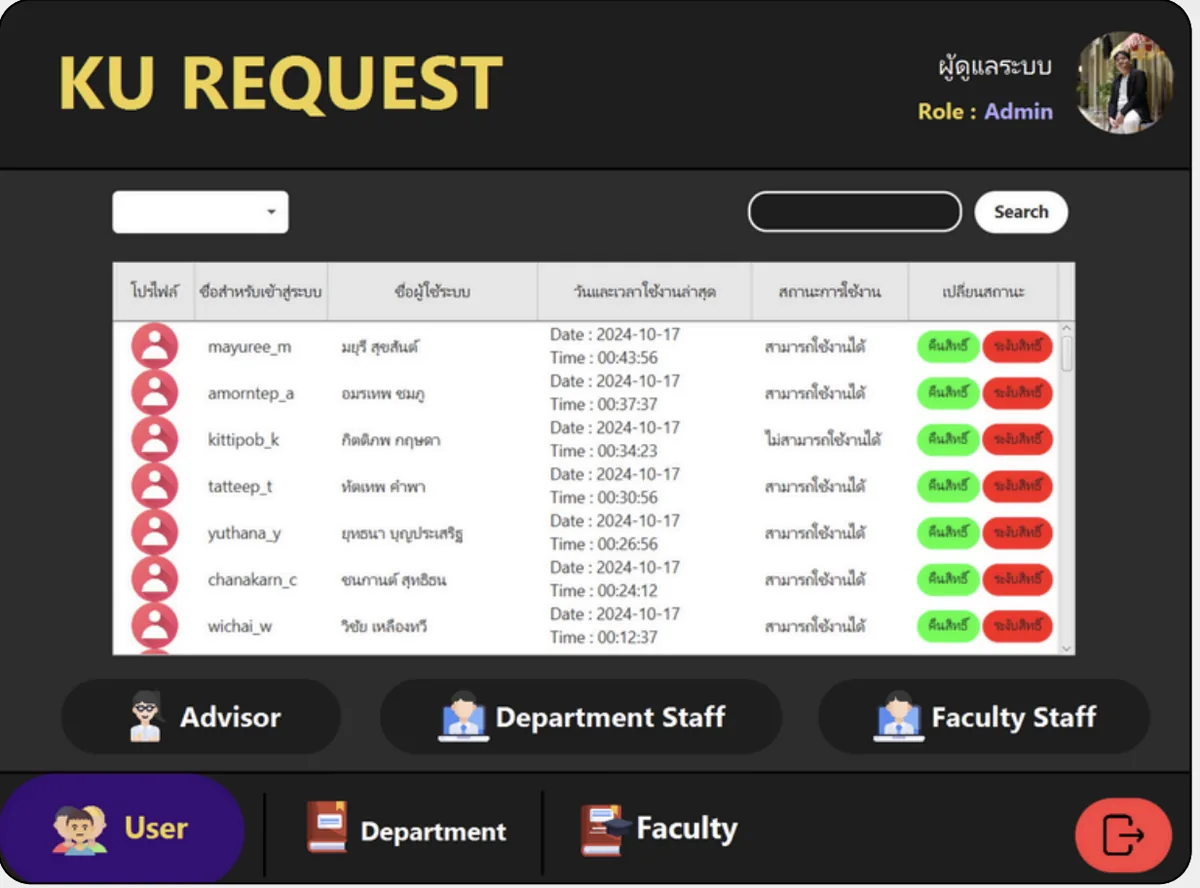 KU REQUEST
ผู้ดูแลระบบ
Role : Admin
Search
โปรไฟล์ ชื่อสำหรับเข้าสู่ระบบ ชื่อผู้ใช้ระบบ วันและเวลาใช้งานล่าสุด สถานะการใช้งาน เปลี่ยนสถานะ
mayuree_m มยุรี สุขสันต์ Date : 2024-10-17 สามารถใช้งานได้ คืนสิทธิ์ ระงับสิทธิ์
Time : 00:43:56
amorntep_a อมรเทพ ชมภู Date : 2024-10-17 สามารถใช้งานได้ คืนสิทธิ์ ระงับสิทธิ์
Time : 00:37:37
kittipob_k กิตติภพ กฤษดา Date : 2024-10-17 ไม่สามารถใช้งานได้ คืนสิทธิ์ ระงับสิทธิ์
Time : 00:34:23
tatteep_t ทัตเทพ คำพา Date : 2024-10-17 สามารถใช้งานได้ คืนสิทธิ์ ระงับสิทธิ์
Time : 00:30:56
yuthana_y ยุทธนา บุญประเสริฐ Date : 2024-10-17 สามารถใช้งานได้ คืนสิทธิ์ ระงับสิทธิ์
Time : 00:26:56
chanakarn_c ชนกานต์ สุทธิธน Date : 2024-10-17 สามารถใช้งานได้ คืนสิทธิ์ ระงับสิทธิ์
Time : 00:24:12
wichai_w วิชัย เหลืองทวี Date : 2024-10-17 สามารถใช้งานได้ คืนสิทธิ์ ระงับสิทธิ์
Time : 00:12:37
Advisor
Department Staff
Faculty Staff
User
Department
Faculty